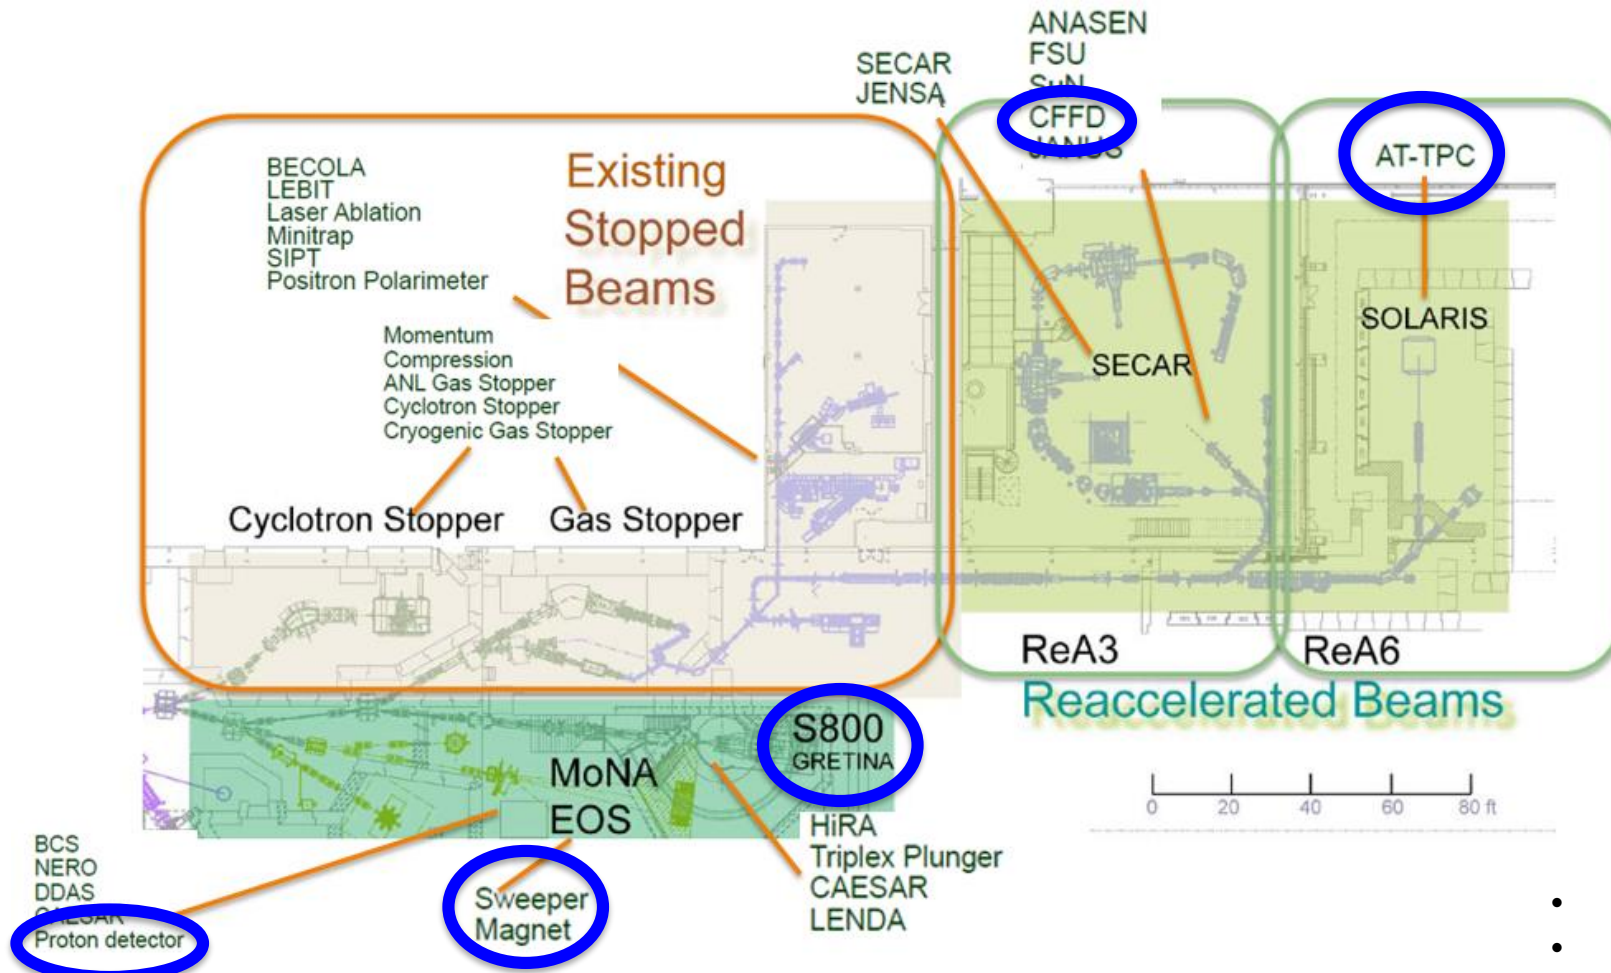 ANASEN
FSU
SuN
CFFD
JANUS
SECAR
JENSA
AT-TPC
BECOLA
LEBIT
Laser Ablation
Minitrap
SIPT
Positron Polarimeter
Existing
Stopped
Beams
Momentum
Compression
ANL Gas Stopper
Cyclotron Stopper
Cryogenic Gas Stopper
SOLARIS
SECAR
Cyclotron Stopper
Gas Stopper
ReA3
ReA6
Reaccelerated Beams
S800
GRETINA
MoNA
EOS
0 20 40 60 80 ft
HiRA
Triplex Plunger
CAESAR
LENDA
BCS
NERO
DDAS
CAESAR
Proton detector
Sweeper
Magnet
•
•